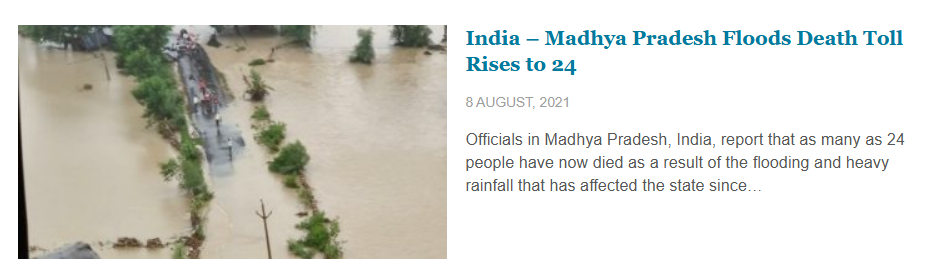 India – Madhya Pradesh Floods Death Toll
Rises to 24
8 AUGUST, 2021
Officials in Madhya Pradesh, India, report that as many as 24
people have now died as a result of the flooding and heavy
rainfall that has affected the state since…